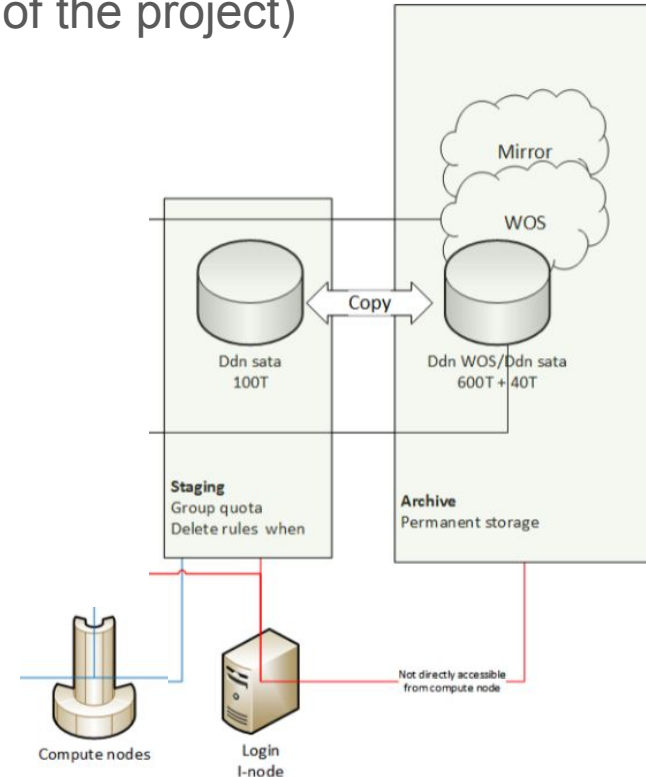 of the project)
Mirror
WOS
Copy
Ddn sata
100T
Ddn WOS/Ddn sata
600T + 40T
Staging
Group quota
Delete rules when
Archive
Permanent storage
Not directly accessible
from compute node
Compute nodes
Login
I-node